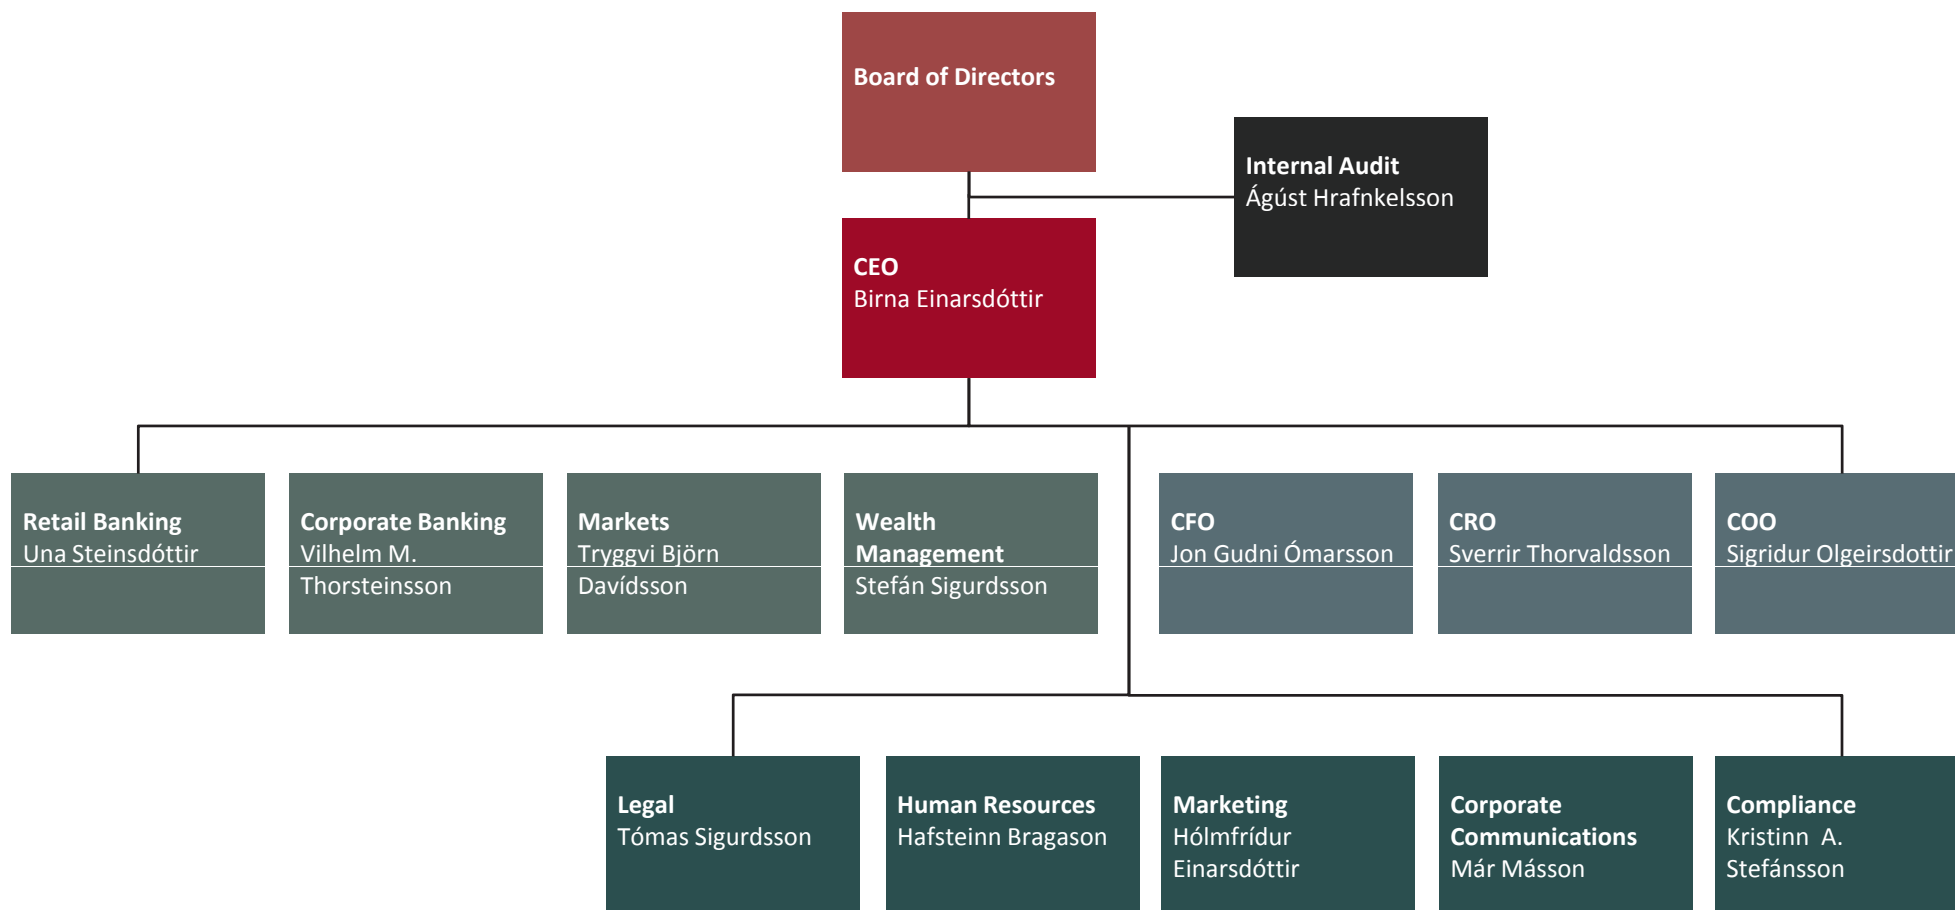 Board of Directors
Internal Audit
Ágúst Hrafnkelsson
CEO
Birna Einarsdóttir
Retail Banking
Una Steinsdóttir
Corporate Banking
Vilhelm M.
Thorsteinsson
Markets
Tryggvi Björn
Davídsson
Wealth
Management
Stefán Sigurdsson
CFO
Jon Gudni Ómarsson
CRO
Sverrir Thorvaldsson
COO
Sigridur Olgeirsdottir
Legal
Tómas Sigurdsson
Human Resources
Hafsteinn Bragason
Marketing
Hólmfrídur
Einarsdóttir
Corporate
Communications
Már Másson
Compliance
Kristinn  A.
Stefánsson